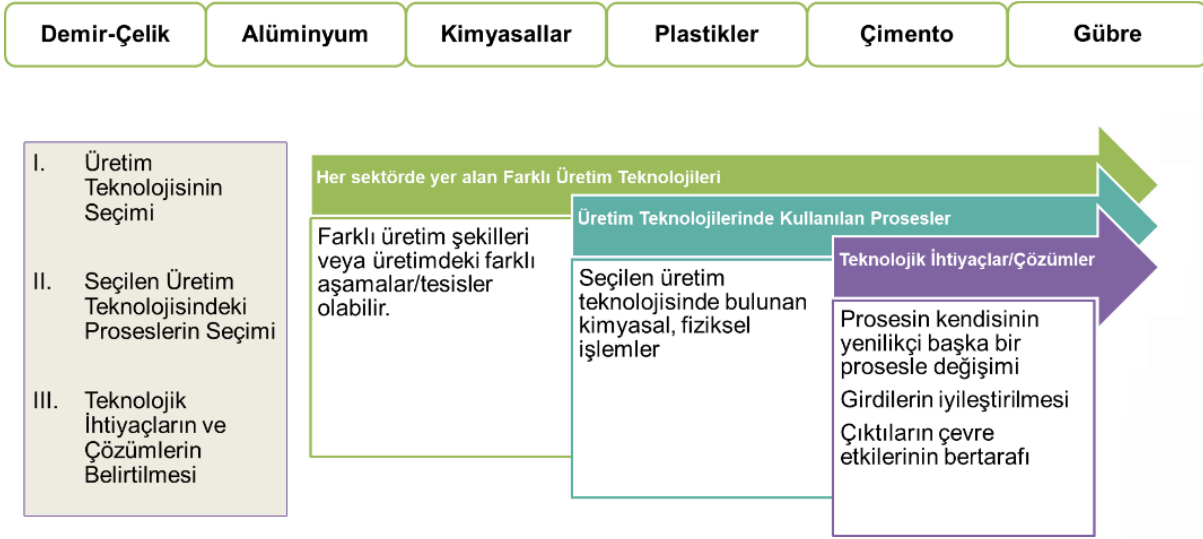 Demir-Çelik
Alüminyum
Kimyasallar
Plastikler
Çimento
Gübre
I. Üretim
Teknolojisinin
Seçimi
II. Seçilen Üretim
Teknolojisindeki
Proseslerin Seçimi
III. Teknolojik
İhtiyaçların ve
Çözümlerin
Belirtilmesi
Her sektörde yer alan Farklı Üretim Teknolojileri
Farklı üretim şekilleri
veya üretimdeki farklı
aşamalar/tesisler
olabilir.
Üretim Teknolojilerinde Kullanılan Prosesler
Seçilen üretim
teknolojisinde bulunan
kimyasal, fiziksel
işlemler
Teknolojik İhtiyaçlar/Çözümler
Prosesin kendisinin
yenilikçi başka bir
prosesle değişimi
Girdilerin iyileştirilmesi
Çıktıların çevre
etkilerinin bertarafı